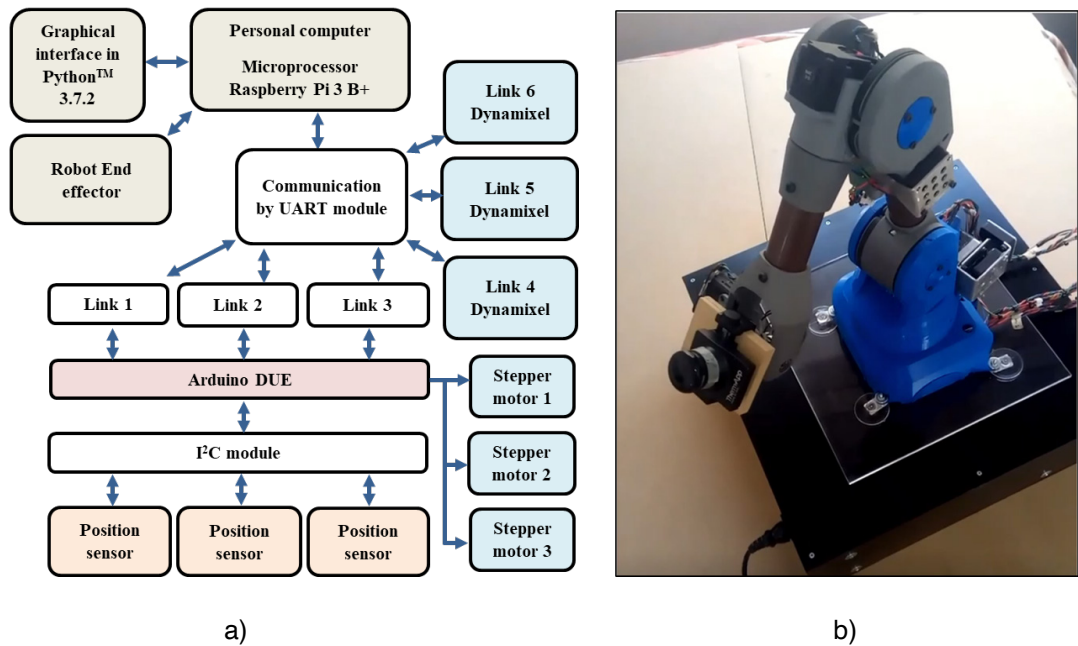 Graphical
interface in
Python™
3.7.2
Personal computer
Microprocessor
Raspberry Pi 3 B+
Robot End
effector
Link 6
Dynamixel
Communication
by UART module
Link 5
Dynamixel
Link 4
Dynamixel
Link 1
Link 2
Link 3
Arduino DUE
Stepper
motor 1
I²C module
Stepper
motor 2
Position
sensor
Position
sensor
Position
sensor
Stepper
motor 3
ThermApp
a)
b)